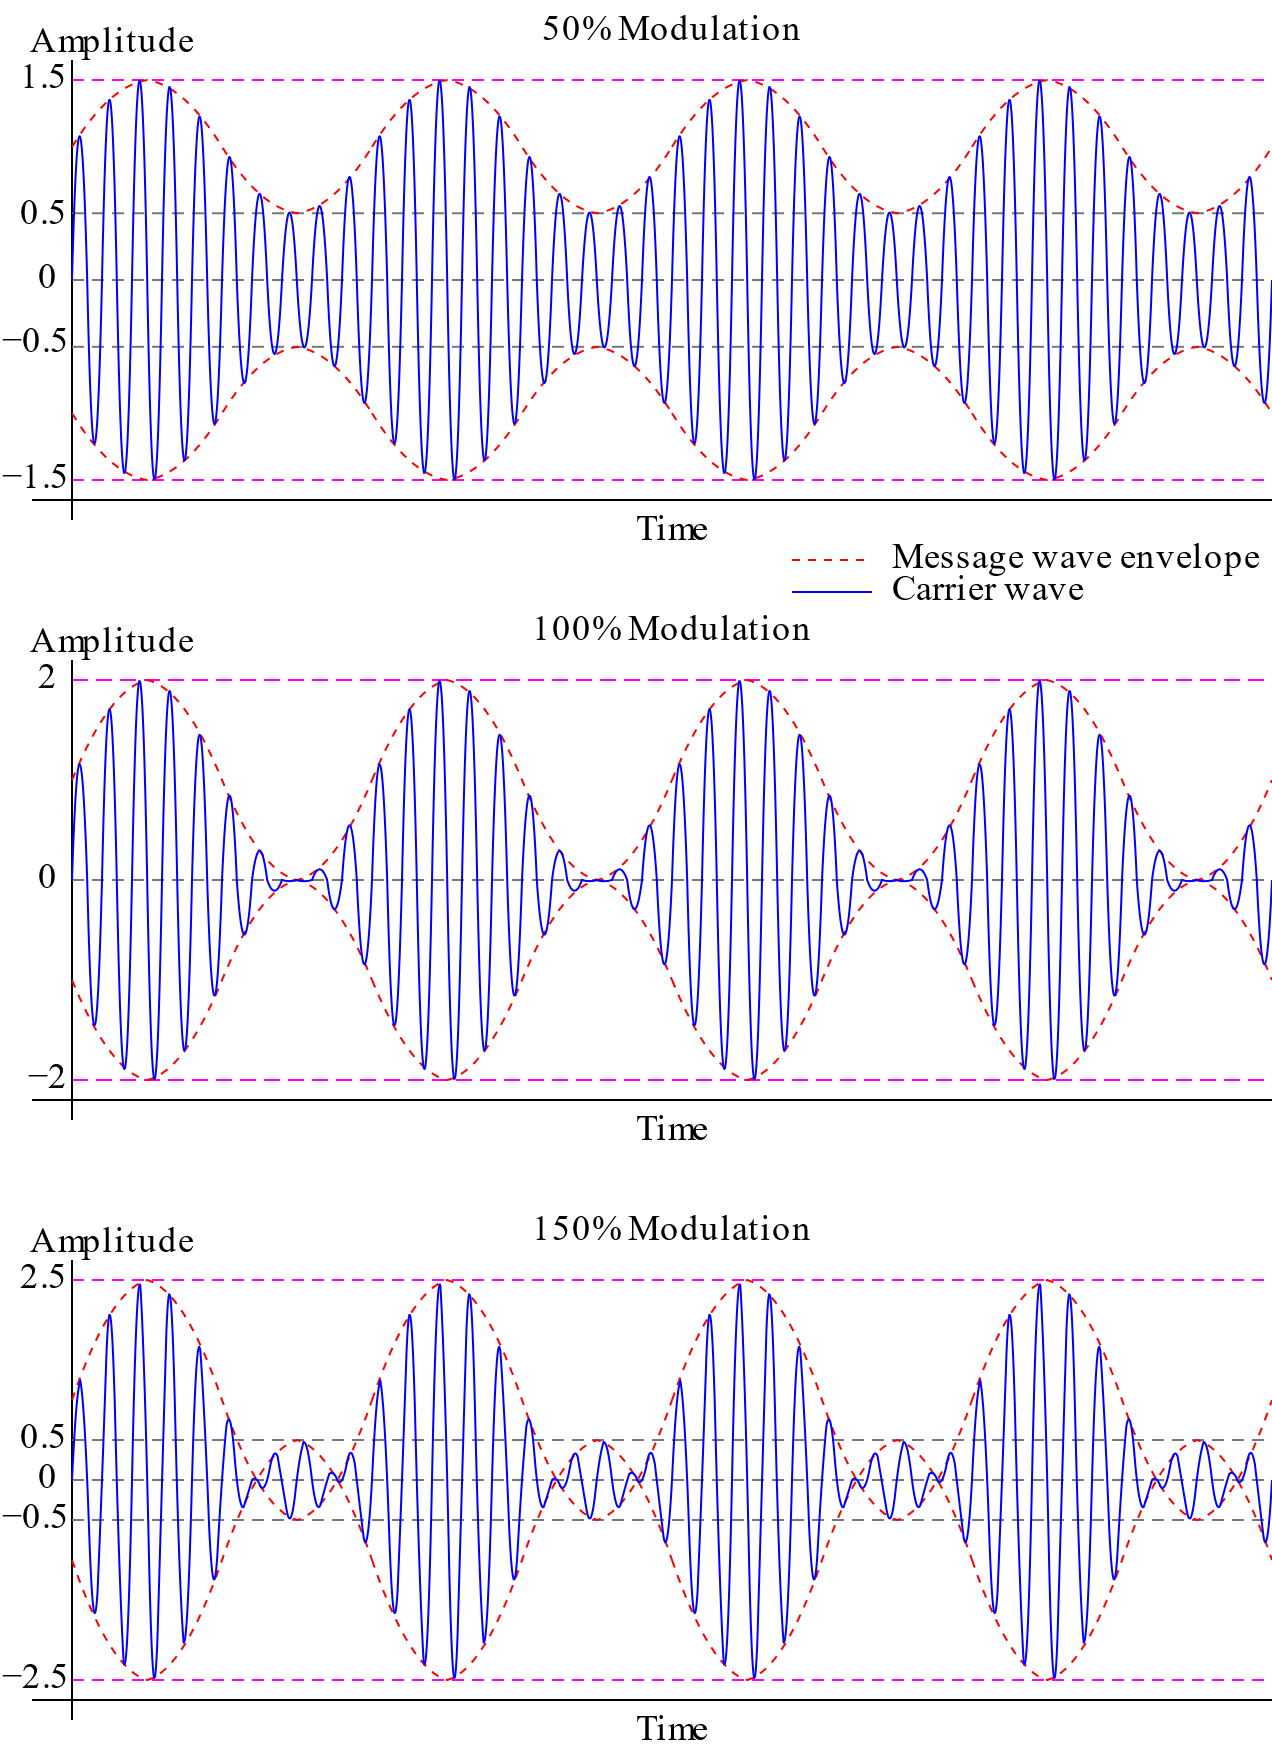 50% Modulation
Amplitude
1.5
0.5
0
−0.5
−1.5
Time
Message wave envelope
Carrier wave
100% Modulation
Amplitude
2
0
−2
Time
150% Modulation
Amplitude
2.5
0.5
0
−0.5
−2.5
Time